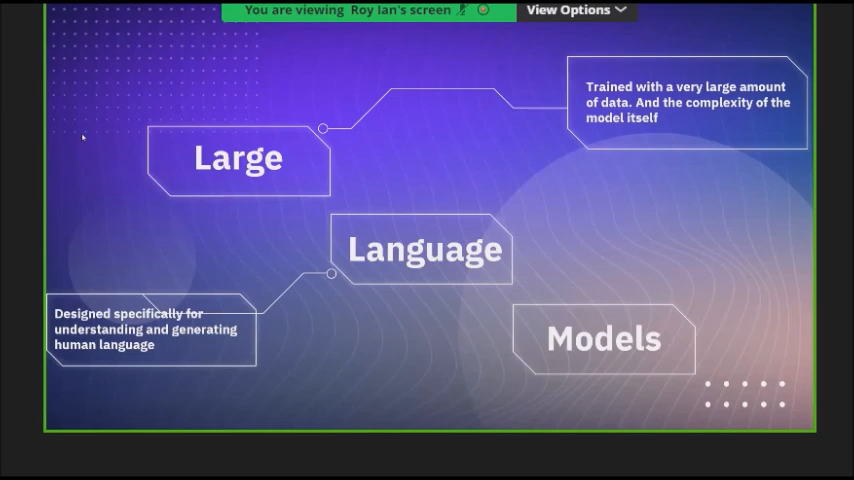 You are viewing Roy Ian's screen
View Options
Trained with a very large amount
of data. And the complexity of the
model itself
Large
Language
Designed specifically for
understanding and generating
human language
Models